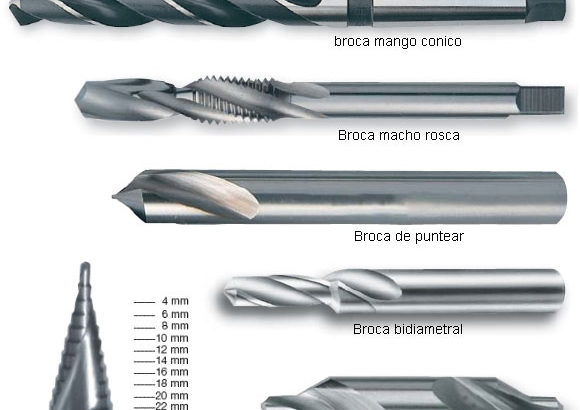 broca mango conico
Broca macho rosca
Broca de puntear
Broca bidiametral
4 mm
6 mm
8 mm
10 mm
12 mm
14 mm
16 mm
18 mm
20 mm
22 mm